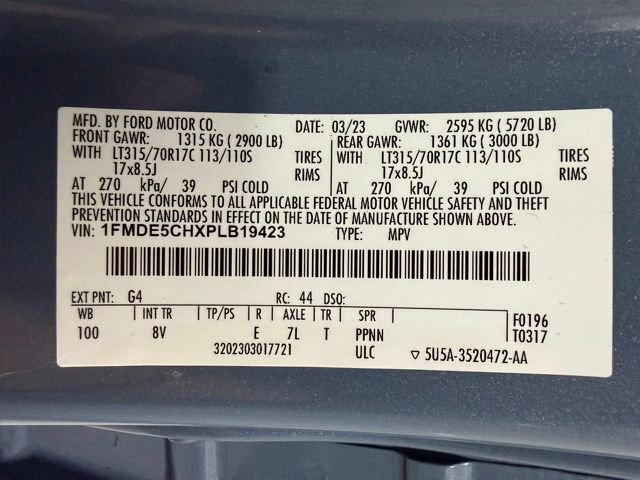 MFD. BY FORD MOTOR CO. DATE: 03/23 GVWR: 2595 KG ( 5720 LB)
FRONT GAWR: 1315 KG ( 2900 LB) REAR GAWR: 1361 KG ( 3000 LB)
WITH LT315/70R17C 113/110S TIRES WITH LT315/70R17C 113/110S TIRES
17x8.5J RIMS 17x8.5J RIMS
AT 270 kPa/ 39 PSI COLD AT 270 kPa/ 39 PSI COLD
THIS VEHICLE CONFORMS TO ALL APPLICABLE FEDERAL MOTOR VEHICLE SAFETY AND THEFT
PREVENTION STANDARDS IN EFFECT ON THE DATE OF MANUFACTURE SHOWN ABOVE.
VIN: 1FMDE5CHXPLB19423 TYPE: MPV
EXT PNT: G4 RC: 44 DSO:
WB INT TR TP/PS R AXLE TR SPR F0196
100 8V E 7L T PPNN T0317
3202303017721 ULC ▽ 5U5A-3520472-AA